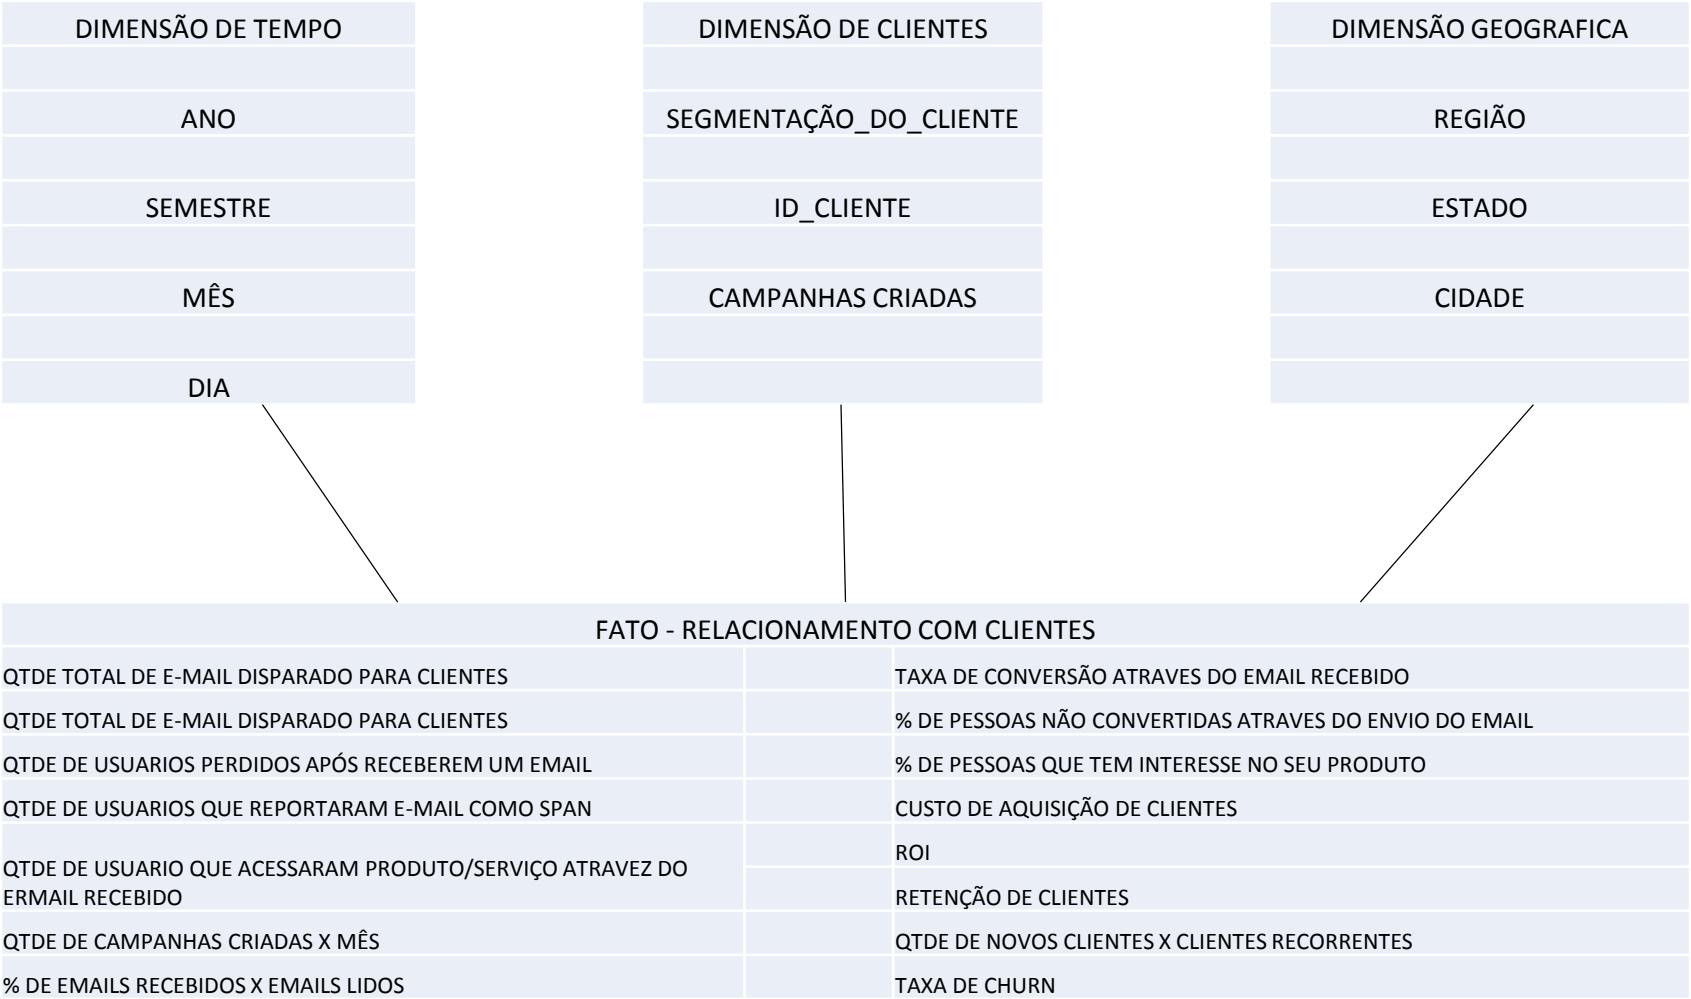 DIMENSÃO DE TEMPO
ANO
SEMESTRE
MÊS
DIA
DIMENSÃO DE CLIENTES
SEGMENTAÇÃO_DO_CLIENTE
ID_CLIENTE
CAMPANHAS CRIADAS
DIMENSÃO GEOGRAFICA
REGIÃO
ESTADO
CIDADE
FATO - RELACIONAMENTO COM CLIENTES
QTDE TOTAL DE E-MAIL DISPARADO PARA CLIENTES
QTDE TOTAL DE E-MAIL DISPARADO PARA CLIENTES
QTDE DE USUARIOS PERDIDOS APÓS RECEBEREM UM EMAIL
QTDE DE USUARIOS QUE REPORTARAM E-MAIL COMO SPAN
QTDE DE USUARIO QUE ACESSARAM PRODUTO/SERVIÇO ATRAVEZ DO
ERMAIL RECEBIDO
QTDE DE CAMPANHAS CRIADAS X MÊS
% DE EMAILS RECEBIDOS X EMAILS LIDOS
TAXA DE CONVERSÃO ATRAVES DO EMAIL RECEBIDO
% DE PESSOAS NÃO CONVERTIDAS ATRAVES DO ENVIO DO EMAIL
% DE PESSOAS QUE TEM INTERESSE NO SEU PRODUTO
CUSTO DE AQUISIÇÃO DE CLIENTES
ROI
RETENÇÃO DE CLIENTES
QTDE DE NOVOS CLIENTES X CLIENTES RECORRENTES
TAXA DE CHURN